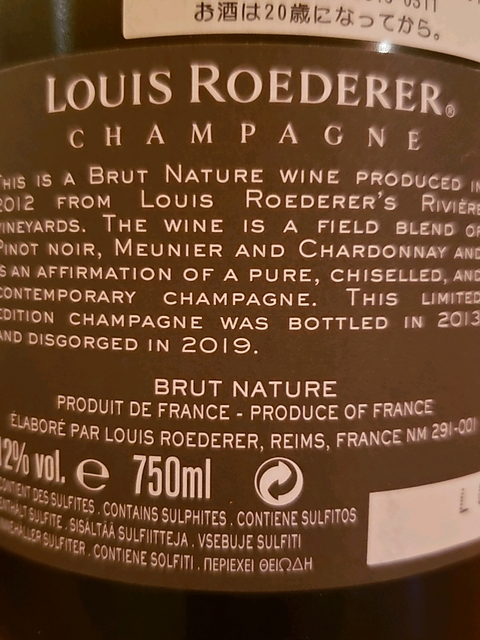 お酒は20歳になってから。
LOUIS ROEDERER®
CHAMPAGNE
THIS IS A BRUT NATURE WINE PRODUCED IN
2012 FROM LOUIS ROEDERER'S RIVIÈRE
VINEYARDS. THE WINE IS A FIELD BLEND OF
PINOT NOIR, MEUNIER AND CHARDONNAY AND
IS AN AFFIRMATION OF A PURE, CHISELLED, AND
CONTEMPORARY CHAMPAGNE. THIS LIMITED
EDITION CHAMPAGNE WAS BOTTLED IN 2013
AND DISGORGED IN 2019.
BRUT NATURE
PRODUIT DE FRANCE - PRODUCE OF FRANCE
ÉLABORÉ PAR LOUIS ROEDERER, REIMS, FRANCE NM 291-001
12% vol. e 750ml
CONTIENT DES SULFITES . CONTAINS SULPHITES . CONTIENE SULFITOS
ENTHÄLT SULFITE . SISÄLTÄÄ SULFIITTEJA . VSEBUJE SULFITI
INNEHÅLLER SULFITER . CONTIENE SOLFITI . ΠΕΡΙΕΧΕΙ ΘΕΙΩΔΗ